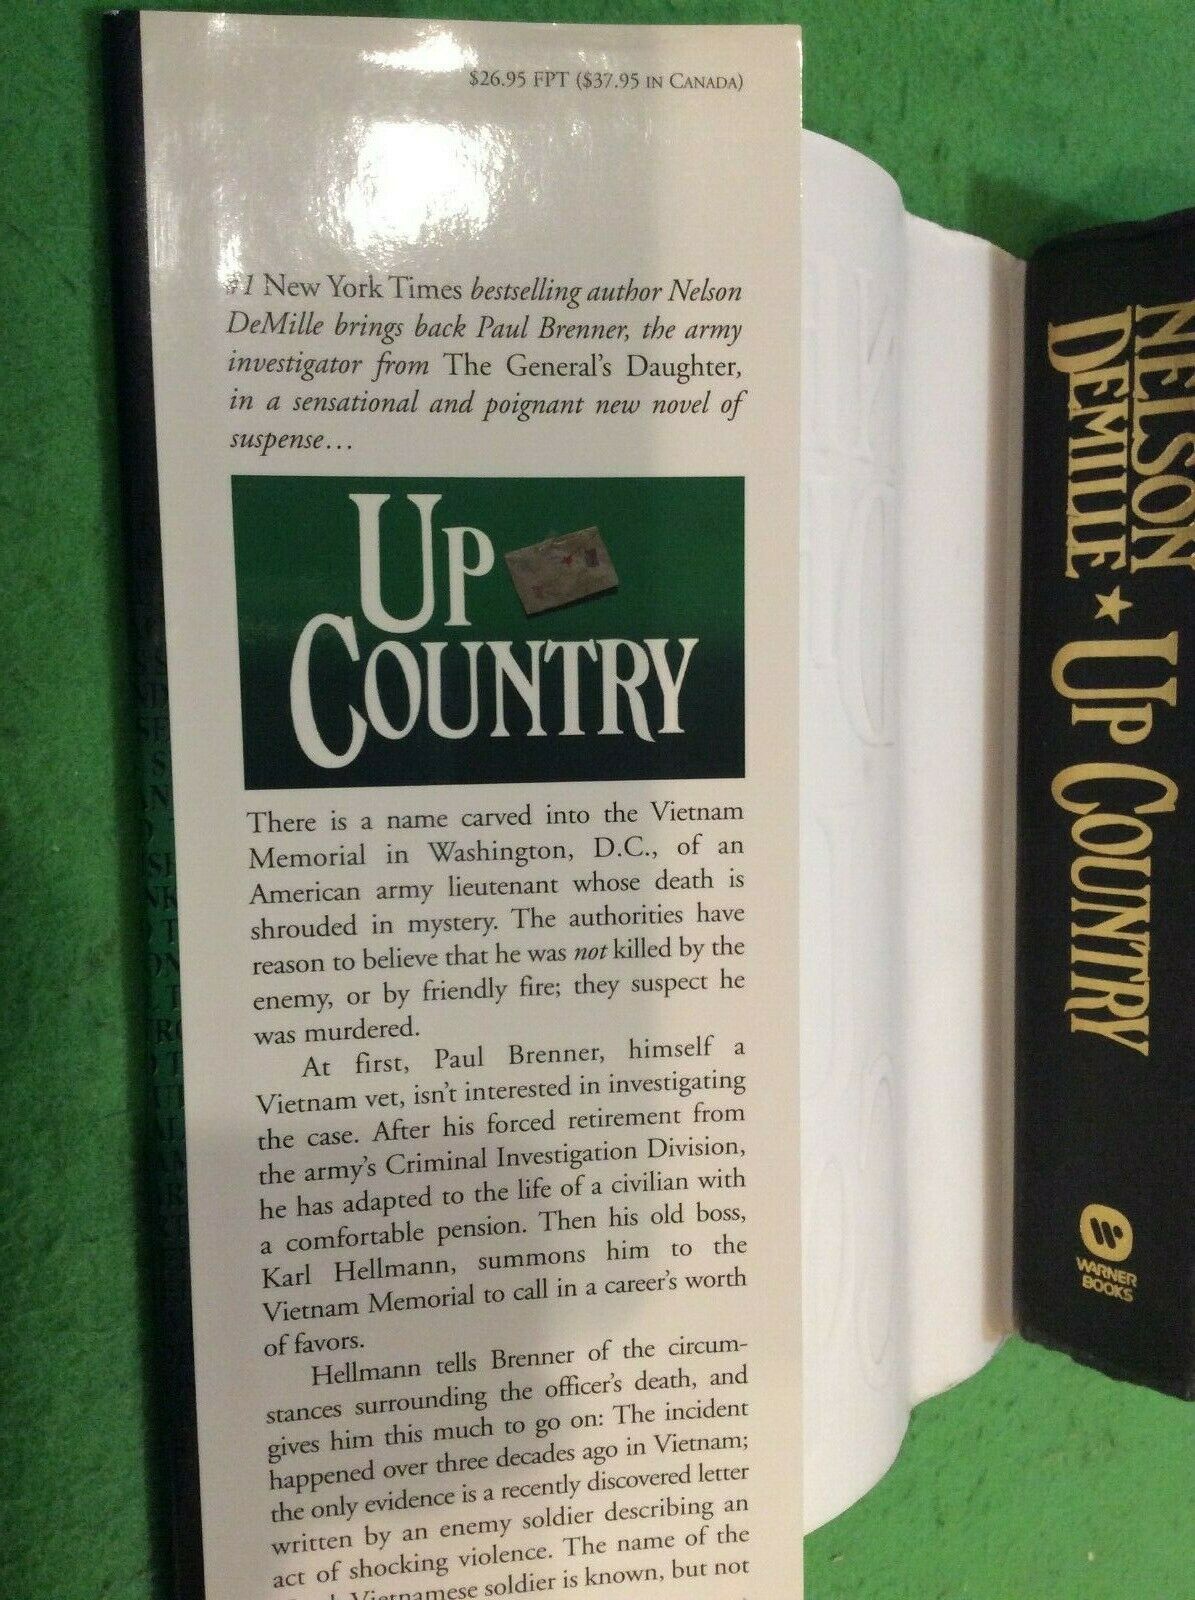 $26.95 FPT ($37.95 IN CANADA)
#1 New York Times bestselling author Nelson
DeMille brings back Paul Brenner, the army
investigator from The General's Daughter,
in a sensational and poignant new novel of
suspense...
UP
COUNTRY
There is a name carved into the Vietnam
Memorial in Washington, D.C., of an
American army lieutenant whose death is
shrouded in mystery. The authorities have
reason to believe that he was not killed by the
enemy, or by friendly fire; they suspect he
was murdered.
At first, Paul Brenner, himself a
Vietnam vet, isn't interested in investigating
the case. After his forced retirement from
the army's Criminal Investigation Division,
he has adapted to the life of a civilian with
a comfortable pension. Then his old boss,
Karl Hellmann, summons him to the
Vietnam Memorial to call in a career's worth
of favors.
Hellmann tells Brenner of the circum-
stances surrounding the officer's death, and
gives him this much to go on: The incident
happened over three decades ago in Vietnam;
the only evidence is a recently discovered letter
written by an enemy soldier describing an
act of shocking violence. The name of the
Vietnamese soldier is known, but not
NELSON
DEMILLE ★ UP COUNTRY
WARNER
BOOKS